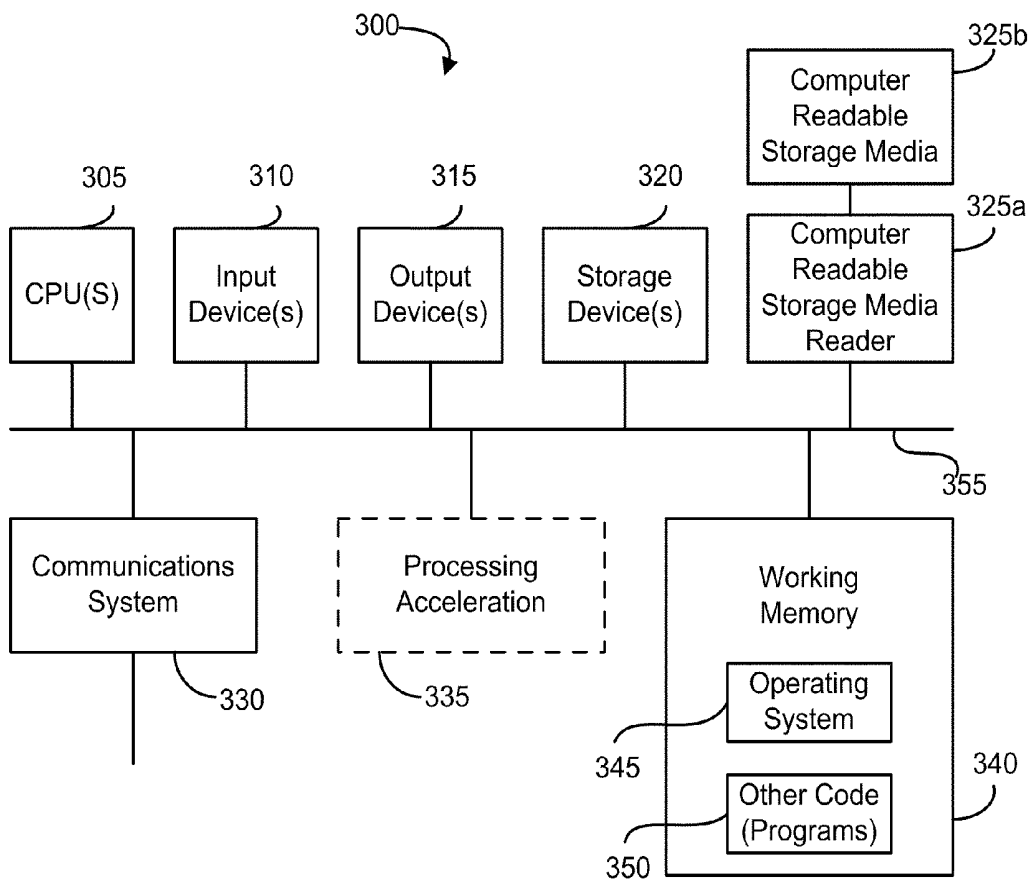 300
325b
Computer
Readable
Storage Media
305
310
315
320
325a
CPU(S)
Input
Device(s)
Output
Device(s)
Storage
Device(s)
Computer
Readable
Storage Media
Reader
355
Communications
System
330
Processing
Acceleration
335
Working
Memory
Operating
System
345
340
Other Code
(Programs)
350